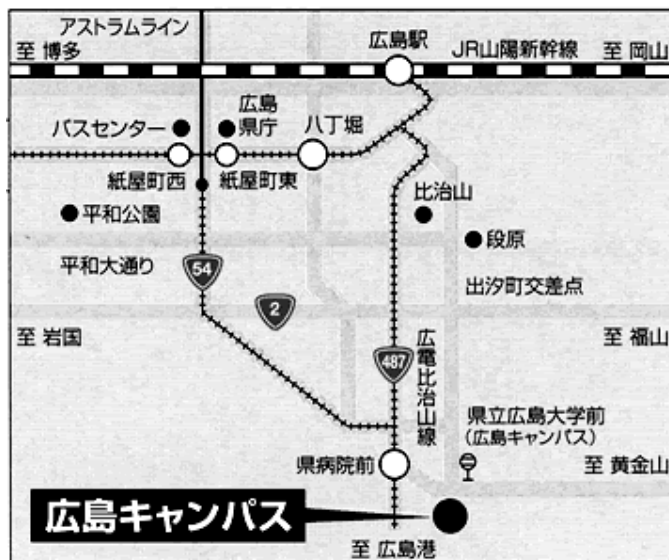 アストラムライン
至 博多
広島駅
JR山陽新幹線
至 岡山
バスセンター
広島
県庁
八丁堀
紙屋町西
紙屋町東
比治山
平和公園
段原
平和大通り
54
出汐町交差点
2
至 岩国
至 福山
487
広電比治山線
県立広島大学前
(広島キャンパス)
県病院前
至 黄金山
広島キャンパス
至 広島港